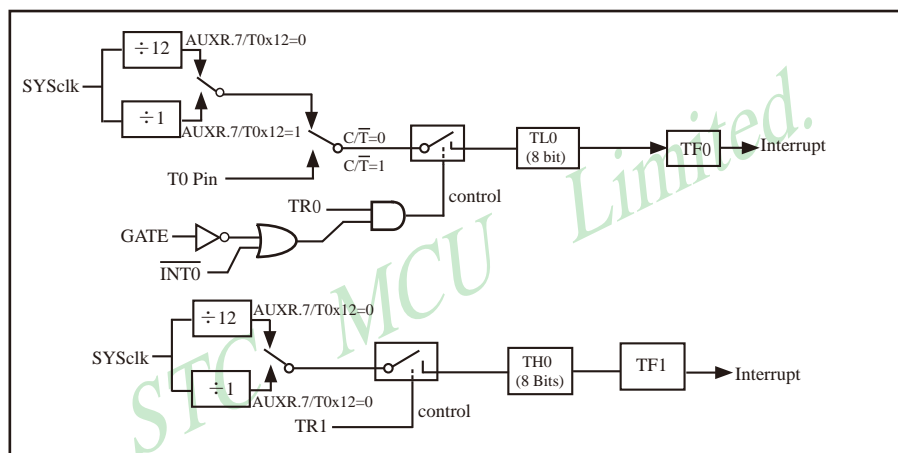 ÷12
AUXR.7/T0x12=0
SYSclk
÷1
AUXR.7/T0x12=1
C/T̅=0
C/T̅=1
T0 Pin
TL0
(8 bit)
TF0
Interrupt
control
TR0
GATE
I̅N̅T̅0̅
÷12
AUXR.7/T0x12=0
SYSclk
÷1
AUXR.7/T0x12=0
TH0
(8 Bits)
TF1
Interrupt
control
TR1
STC MCU Limited.